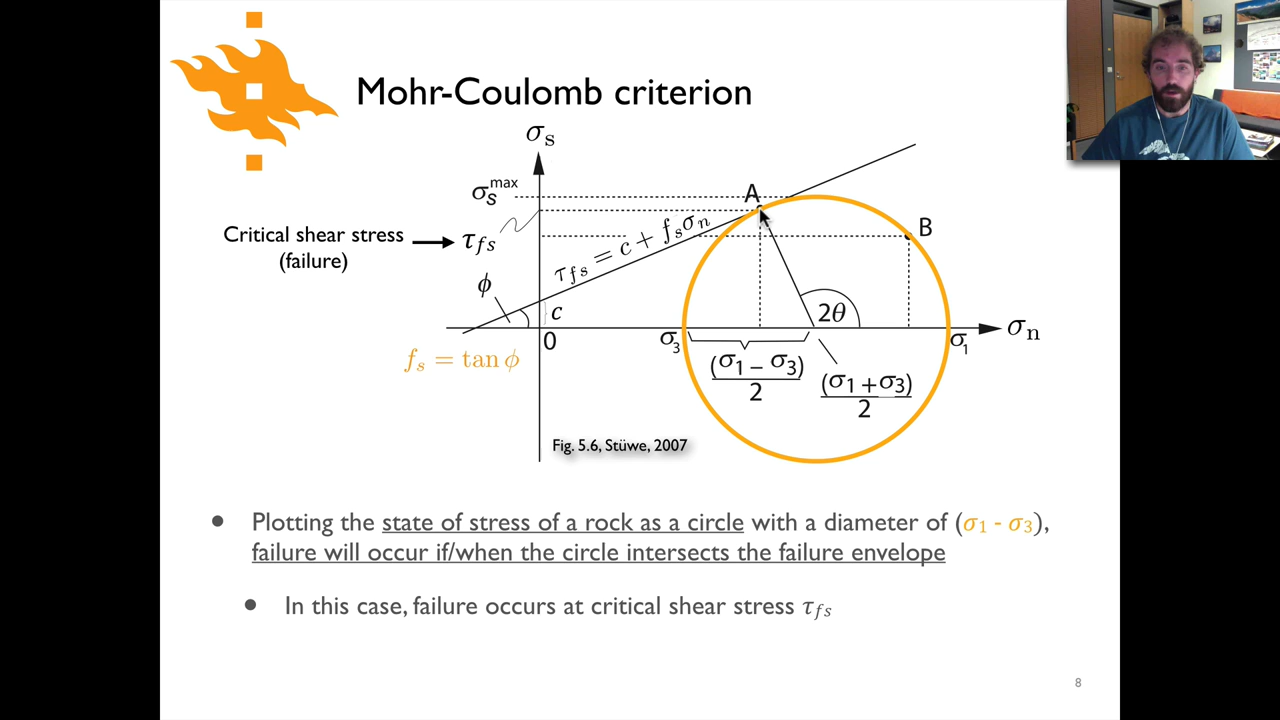 Mohr-Coulomb criterion
σs
σs^max
A
B
Critical shear stress
(failure)
τfs
τfs = c + fsσn
ϕ
c
2θ
0
σ3
σ1
σn
fs = tan ϕ
(σ1 − σ3)
2
(σ1 + σ3)
2
Fig. 5.6, Stüwe, 2007
• Plotting the state of stress of a rock as a circle with a diameter of (σ1 - σ3),
failure will occur if/when the circle intersects the failure envelope
• In this case, failure occurs at critical shear stress τfs
8